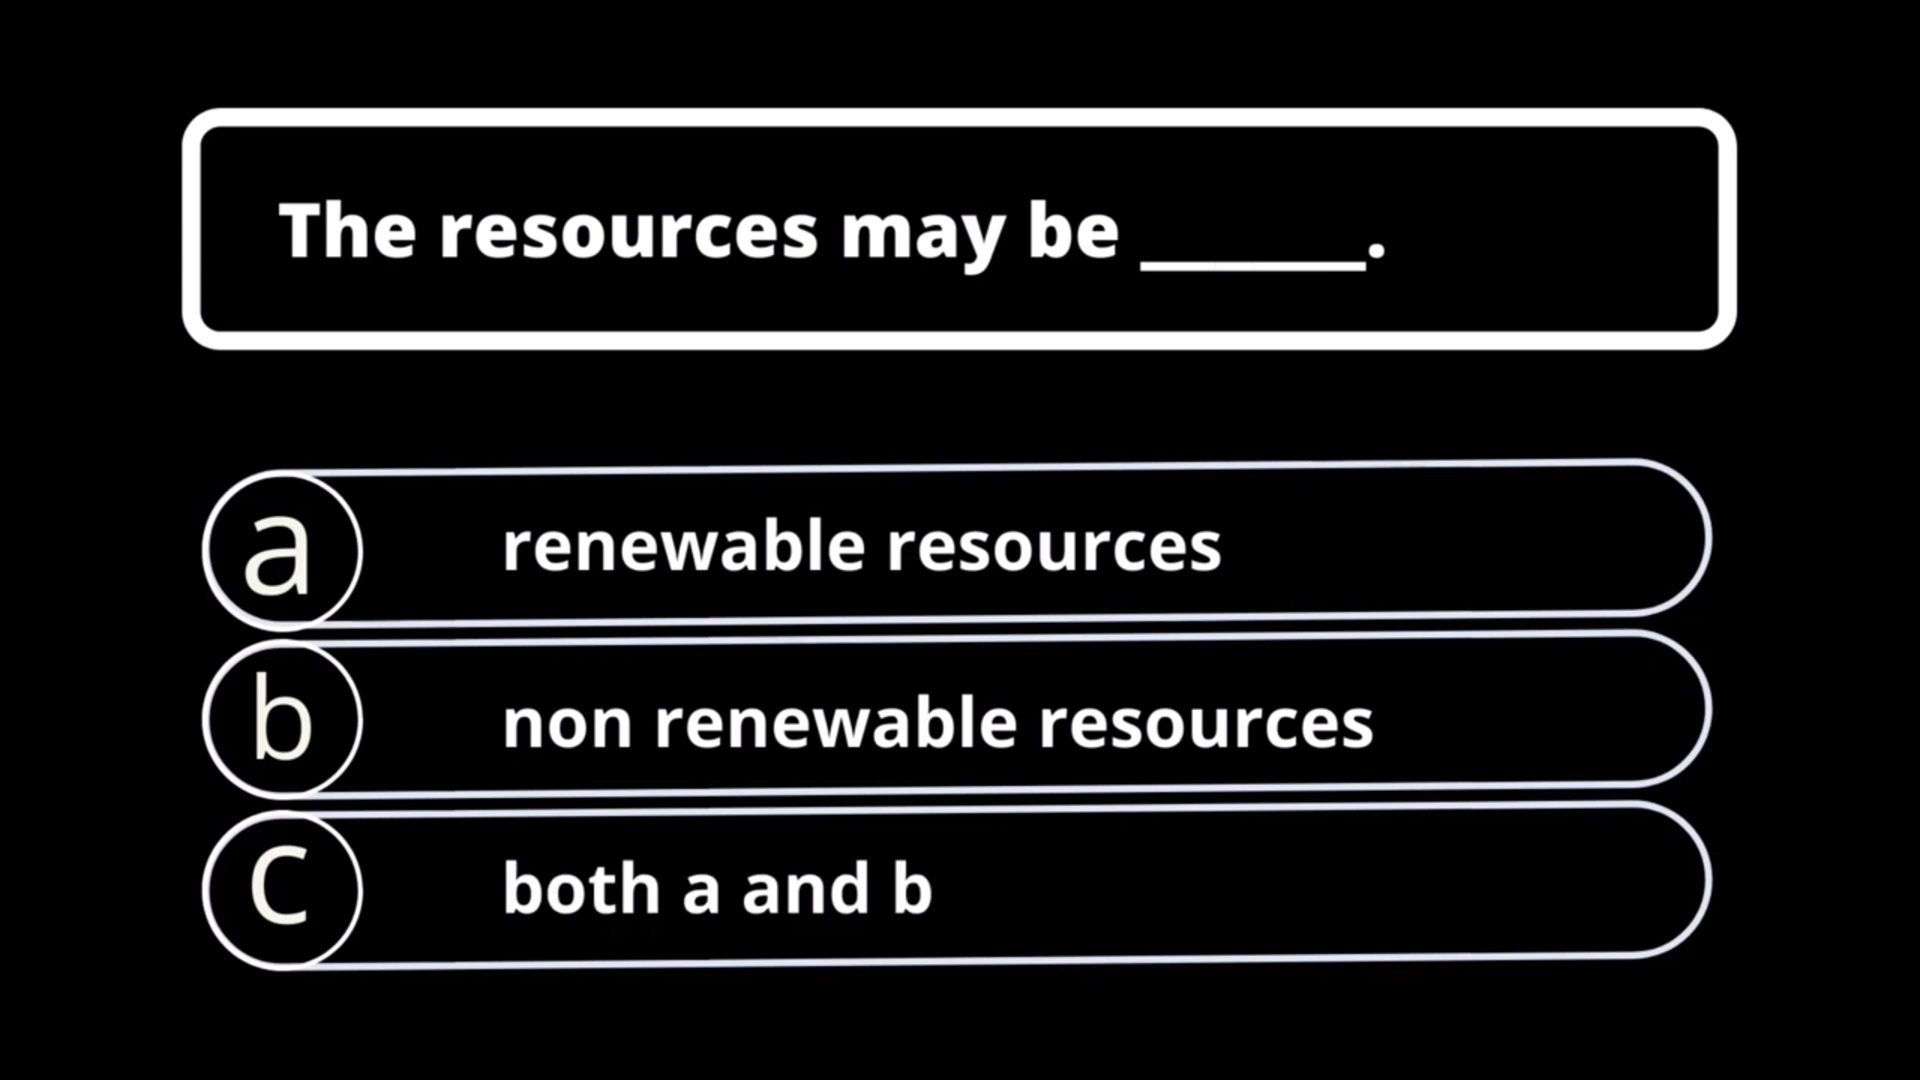 The resources may be ______.
a
renewable resources
b
non renewable resources
c
both a and b